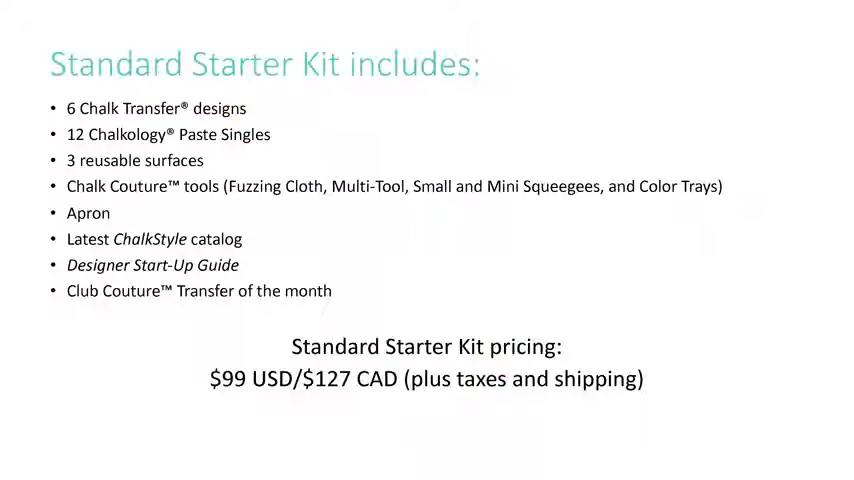 Standard Starter Kit includes:
• 6 Chalk Transfer® designs
• 12 Chalkology® Paste Singles
• 3 reusable surfaces
• Chalk Couture™ tools (Fuzzing Cloth, Multi-Tool, Small and Mini Squeegees, and Color Trays)
• Apron
• Latest ChalkStyle catalog
• Designer Start-Up Guide
• Club Couture™ Transfer of the month
Standard Starter Kit pricing:
$99 USD/$127 CAD (plus taxes and shipping)